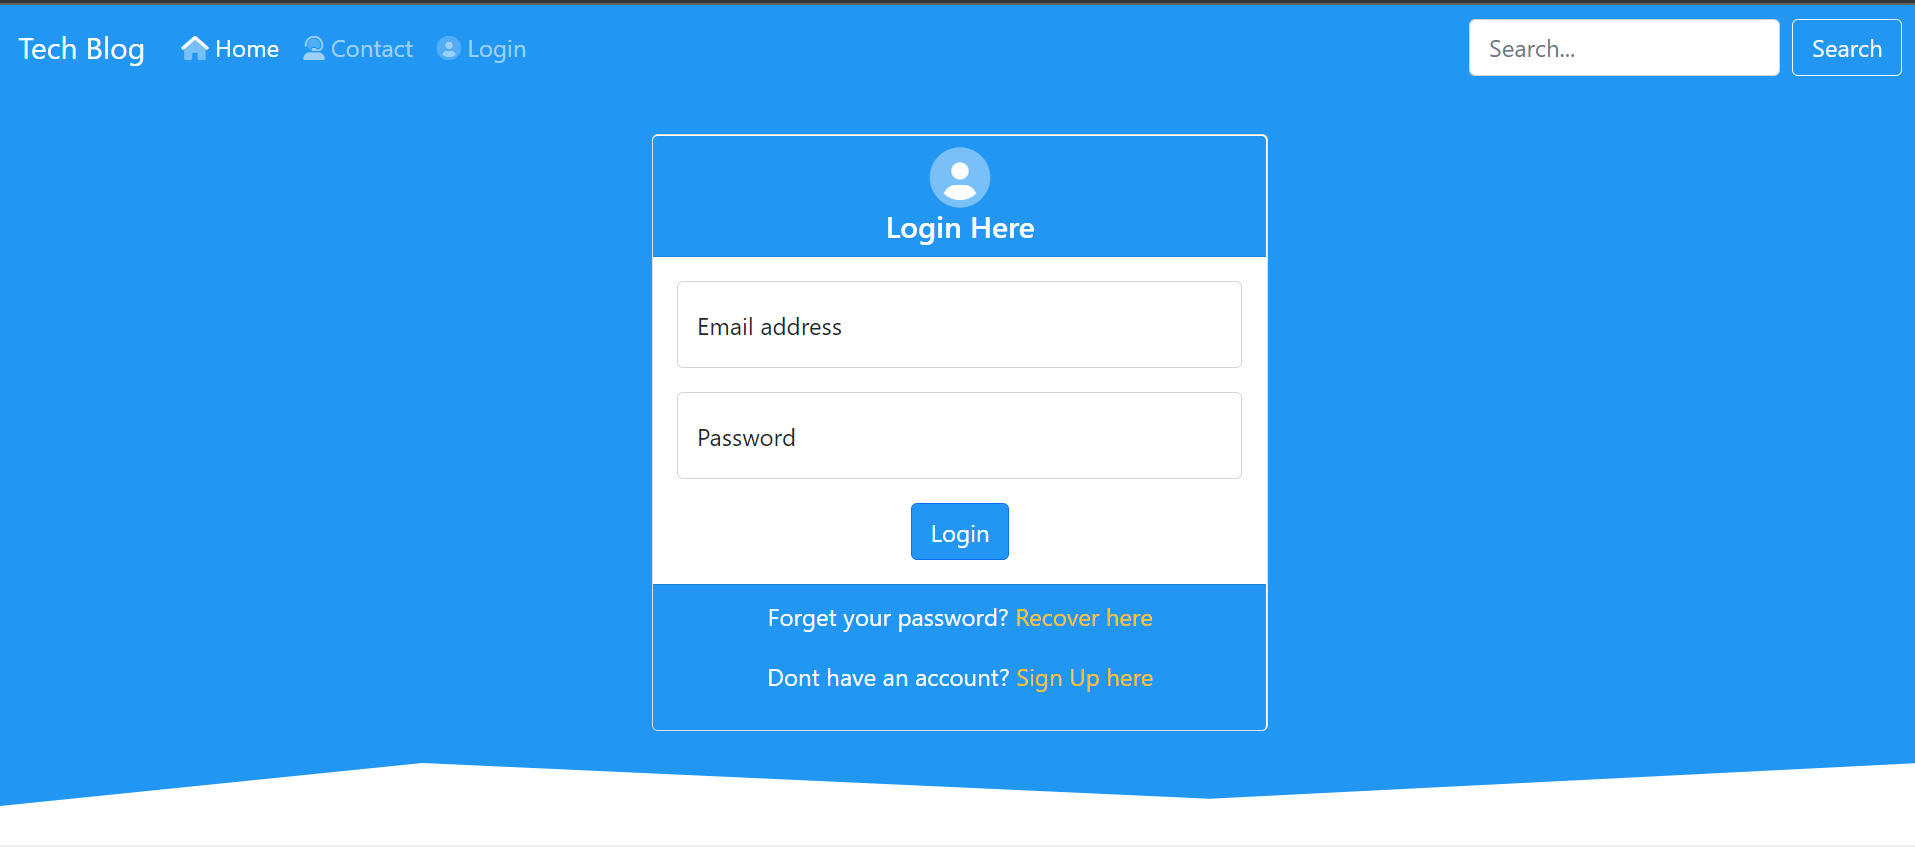 Tech Blog Home Contact Login Search... Search
Login Here
Email address
Password
Login
Forget your password? Recover here
Dont have an account? Sign Up here